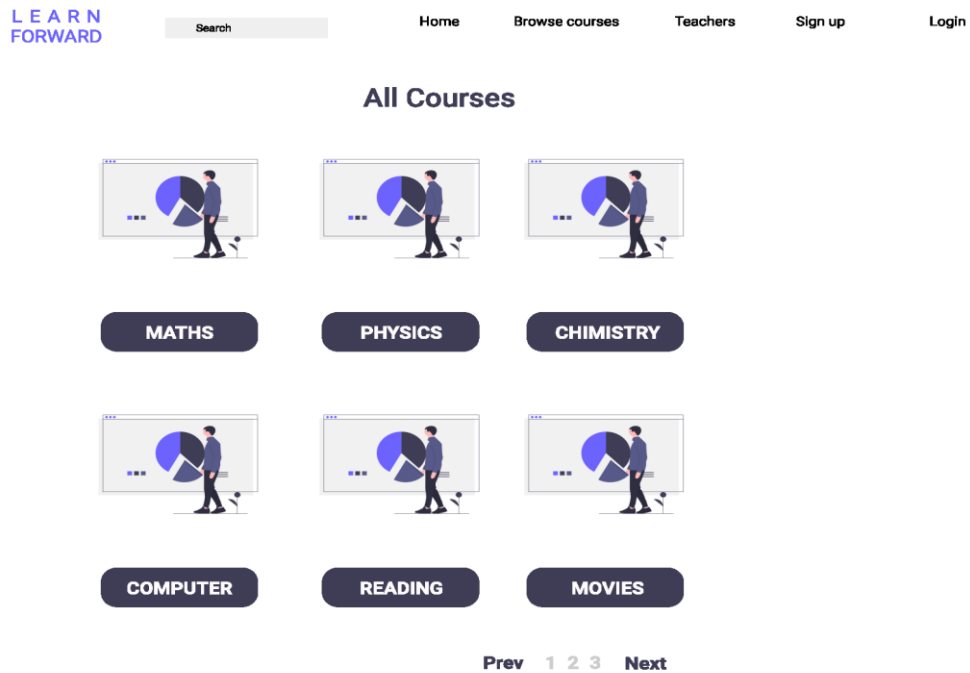 LEARN
FORWARD
Search
Home Browse courses Teachers Sign up Login
All Courses
MATHS PHYSICS CHIMISTRY
COMPUTER READING MOVIES
Prev 1 2 3 Next